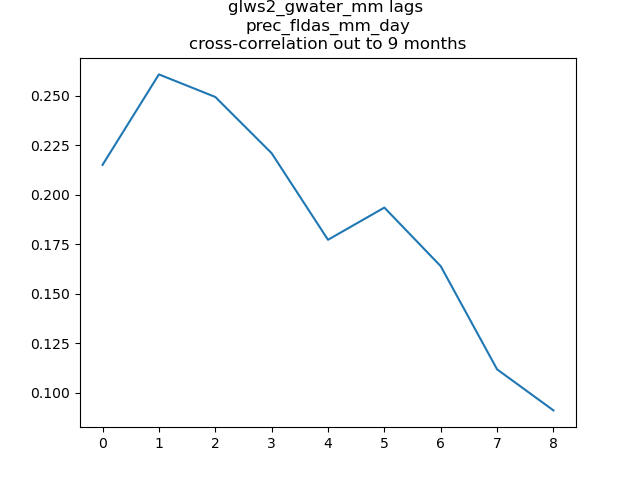 glws2_gwater_mm lags
prec_fldas_mm_day
cross-correlation out to 9 months
0.250
0.225
0.200
0.175
0.150
0.125
0.100
0 1 2 3 4 5 6 7 8